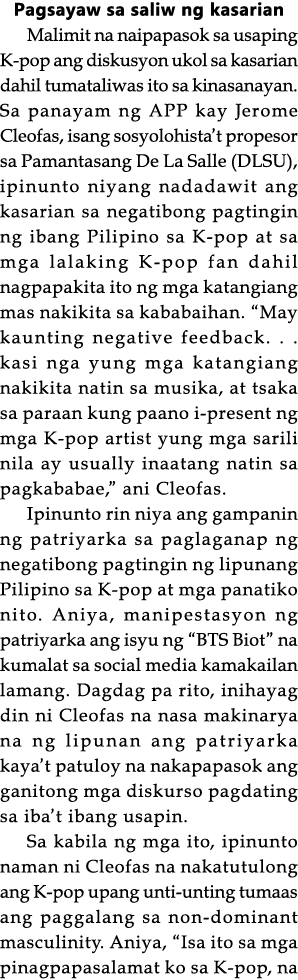 Pagsayaw sa saliw ng kasarian
Malimit na naipapasok sa usaping
K-pop ang diskusyon ukol sa kasarian
dahil tumataliwas ito sa kinasanayan.
Sa panayam ng APP kay Jerome
Cleofas, isang sosyolohista’t propesor
sa Pamantasang De La Salle (DLSU),
ipinunto niyang nadadawit ang
kasarian sa negatibong pagtingin
ng ibang Pilipino sa K-pop at sa
mga lalaking K-pop fan dahil
nagpapakita ito ng mga katangiang
mas nakikita sa kababaihan. “May
kaunting negative feedback. . .
kasi nga yung mga katangiang
nakikita natin sa musika, at tsaka
sa paraan kung paano i-present ng
mga K-pop artist yung mga sarili
nila ay usually inaatang natin sa
pagkababae,” ani Cleofas.
Ipinunto rin niya ang gampanin
ng patriyarka sa paglaganap ng
negatibong pagtingin ng lipunang
Pilipino sa K-pop at mga panatiko
nito. Aniya, manipestasyon ng
patriyarka ang isyu ng “BTS Biot” na
kumalat sa social media kamakailan
lamang. Dagdag pa rito, inihayag
din ni Cleofas na nasa makinarya
na ng lipunan ang patriyarka
kaya’t patuloy na nakapapasok ang
ganitong mga diskurso pagdating
sa iba’t ibang usapin.
Sa kabila ng mga ito, ipinunto
naman ni Cleofas na nakatutulong
ang K-pop upang unti-unting tumaas
ang paggalang sa non-dominant
masculinity. Aniya, “Isa ito sa mga
pinagpapasalamat ko sa K-pop, na